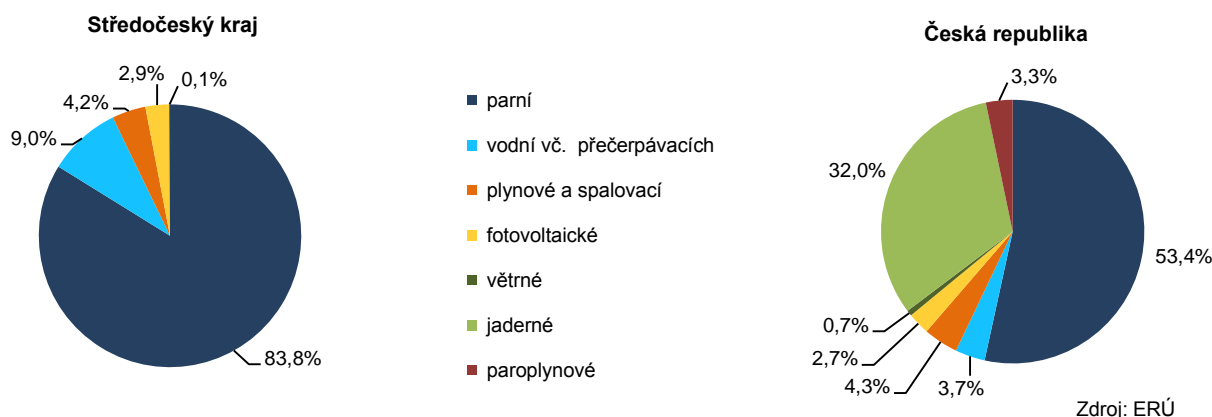 Středočeský kraj
2,9%
0,1%
4,2%
9,0%
83,8%
parní
vodní vč. přečerpávacích
plynové a spalovací
fotovoltaické
větrné
jaderné
paroplynové
Česká republika
3,3%
32,0%
53,4%
0,7%
2,7%
4,3%
3,7%
Zdroj: ERÚ